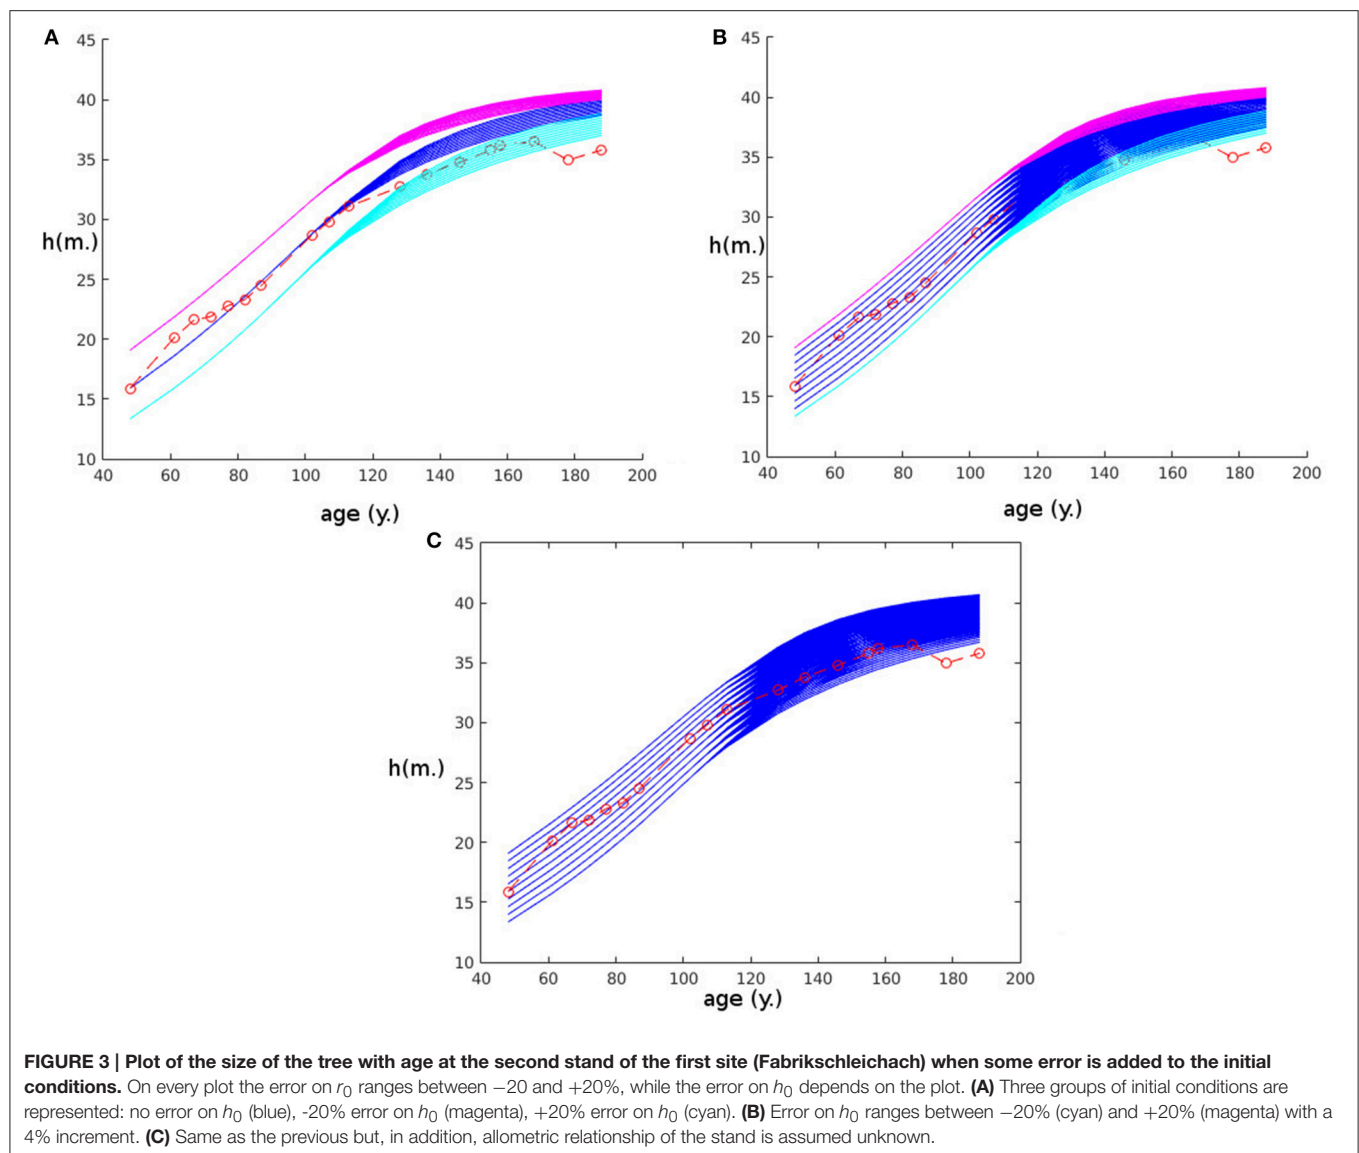 A
B
45
40
35
30
25
20
15
10
h(m.)
40 60 80 100 120 140 160 180 200
age (y.)
45
40
35
30
25
20
15
10
h(m.)
40 60 80 100 120 140 160 180 200
age (y.)
C
45
40
35
30
25
20
15
10
h(m.)
40 60 80 100 120 140 160 180 200
age (y.)
FIGURE 3 | Plot of the size of the tree with age at the second stand of the first site (Fabrikschleichach) when some error is added to the initial
conditions. On every plot the error on r0 ranges between −20 and +20%, while the error on h0 depends on the plot. (A) Three groups of initial conditions are
represented: no error on h0 (blue), -20% error on h0 (magenta), +20% error on h0 (cyan). (B) Error on h0 ranges between −20% (cyan) and +20% (magenta) with a
4% increment. (C) Same as the previous but, in addition, allometric relationship of the stand is assumed unknown.